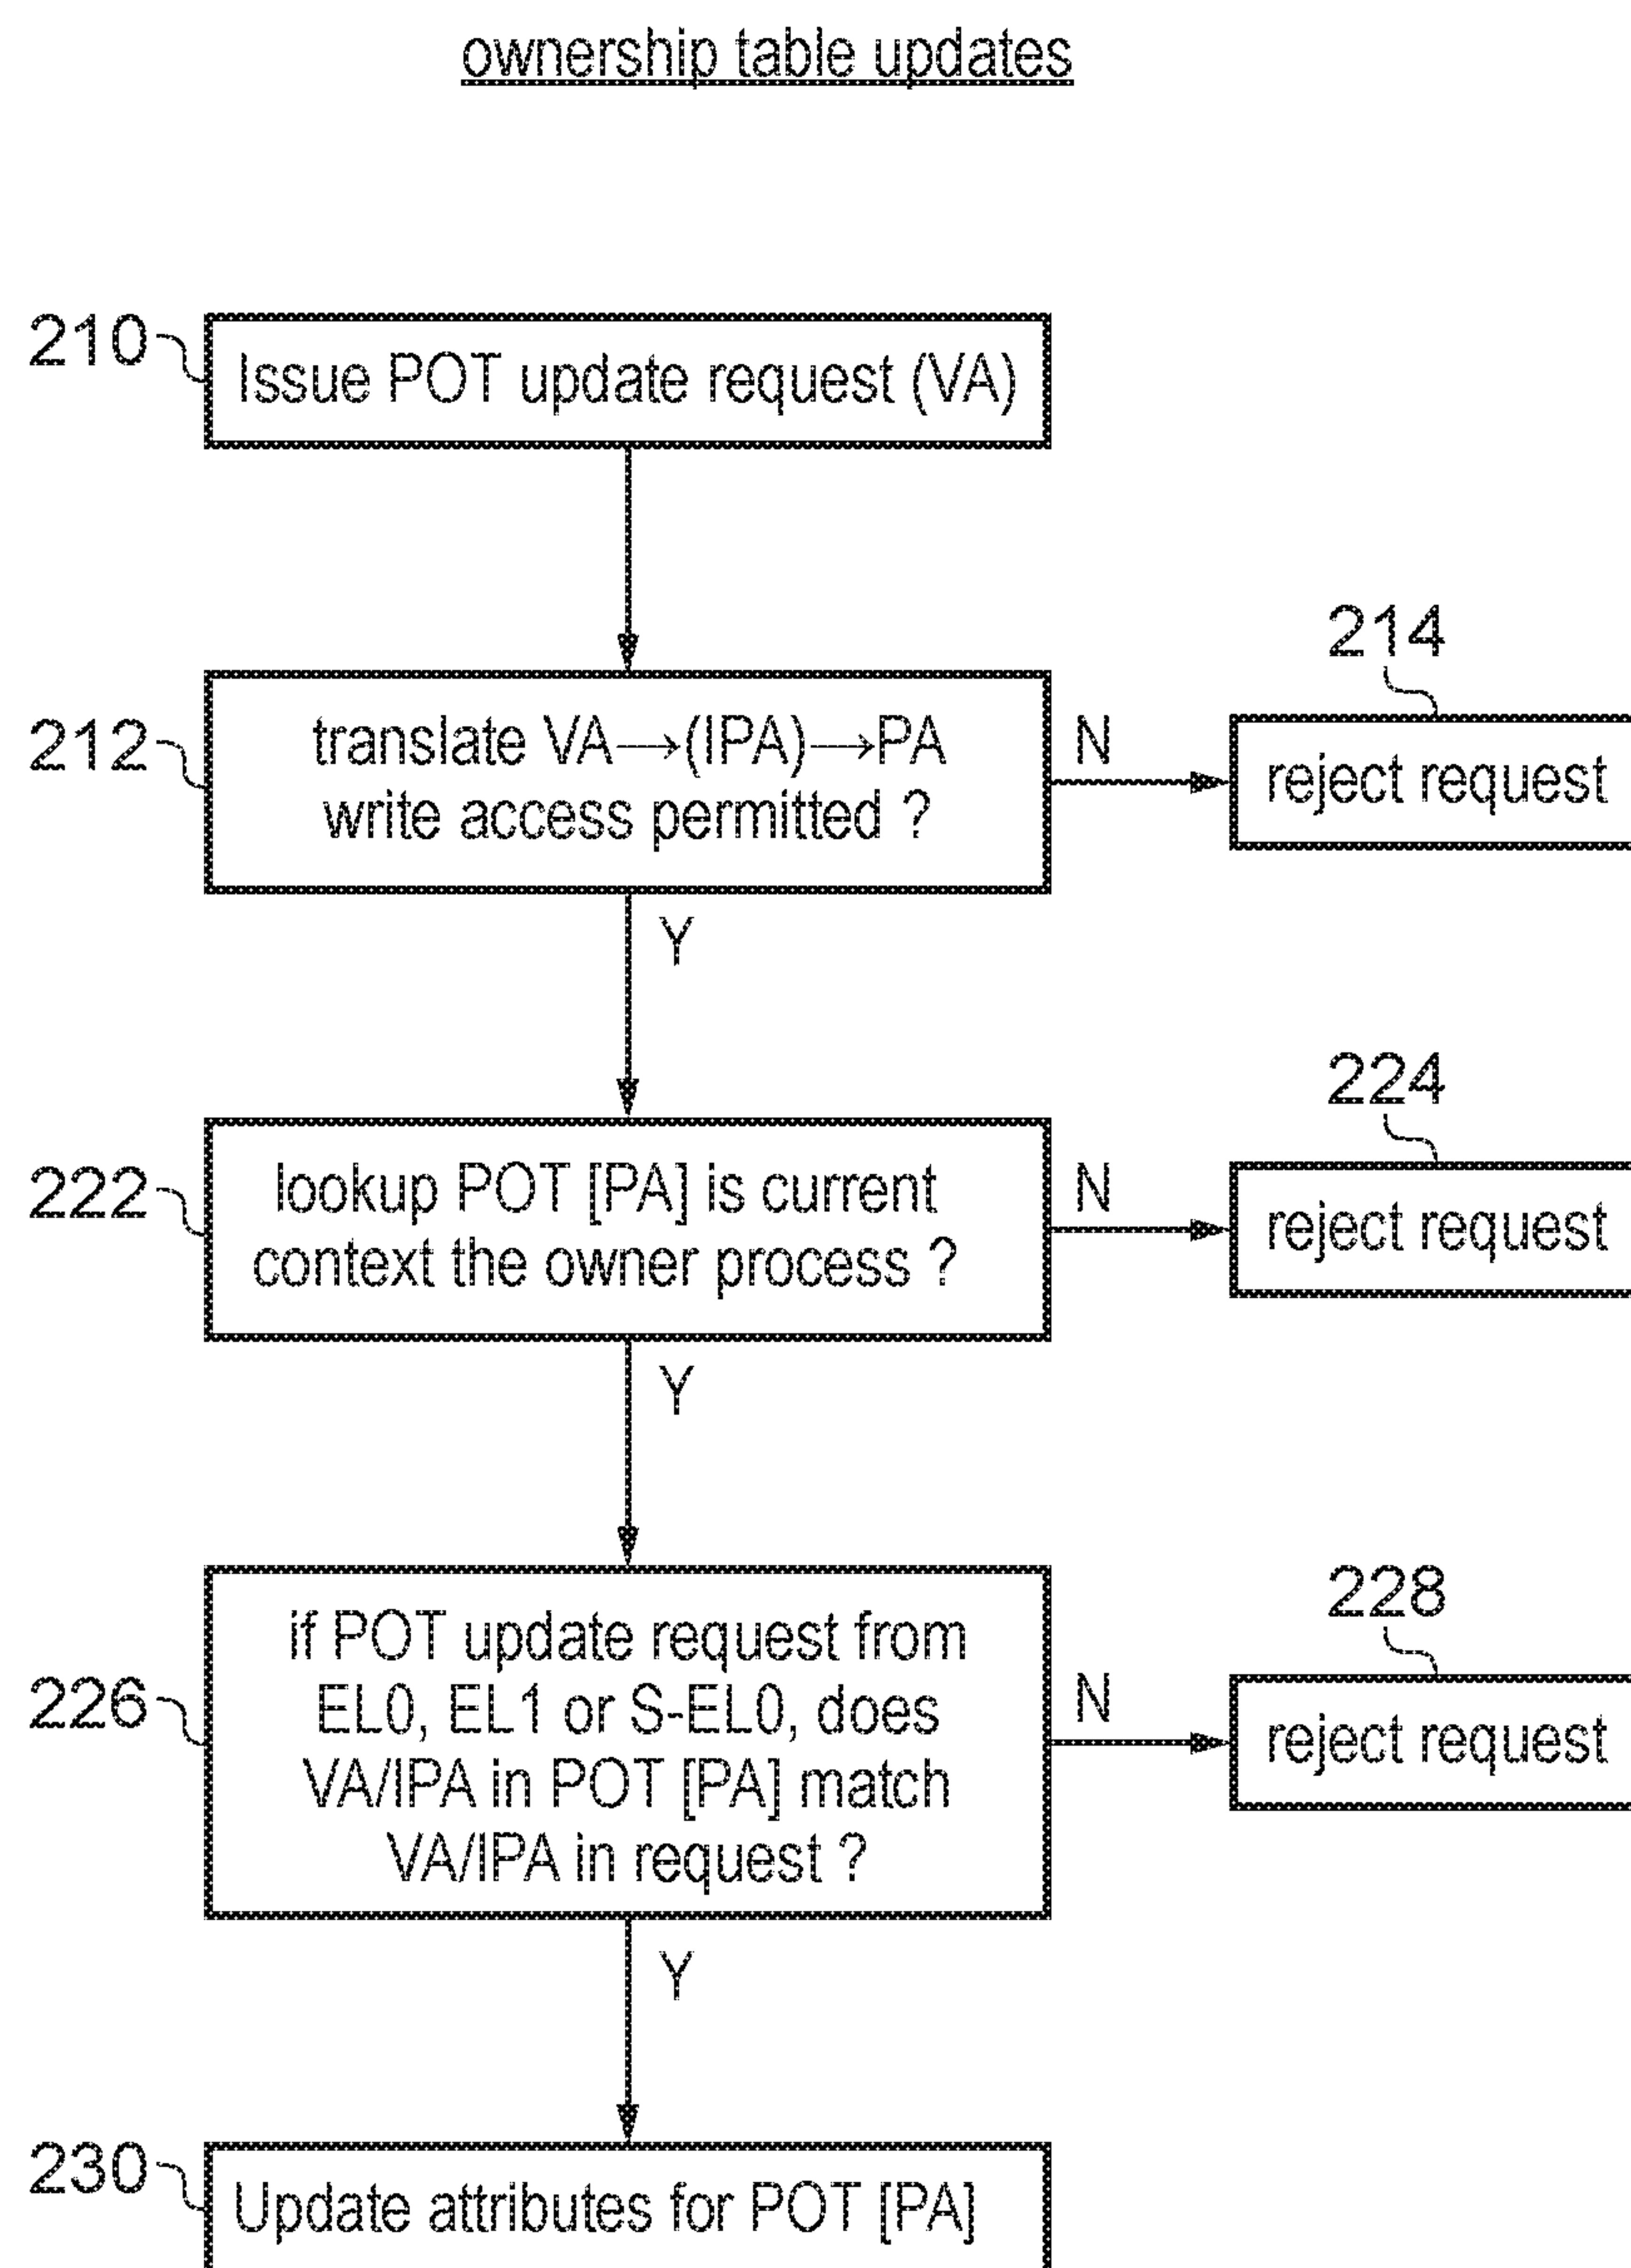 ownership table updates
210
Issue POT update request (VA)
212
translate VA→(IPA)→PA
write access permitted ?
N
214
reject request
Y
222
lookup POT [PA] is current
context the owner process ?
N
224
reject request
Y
226
if POT update request from
EL0, EL1 or S-EL0, does
VA/IPA in POT [PA] match
VA/IPA in request ?
N
228
reject request
Y
230
Update attributes for POT [PA]